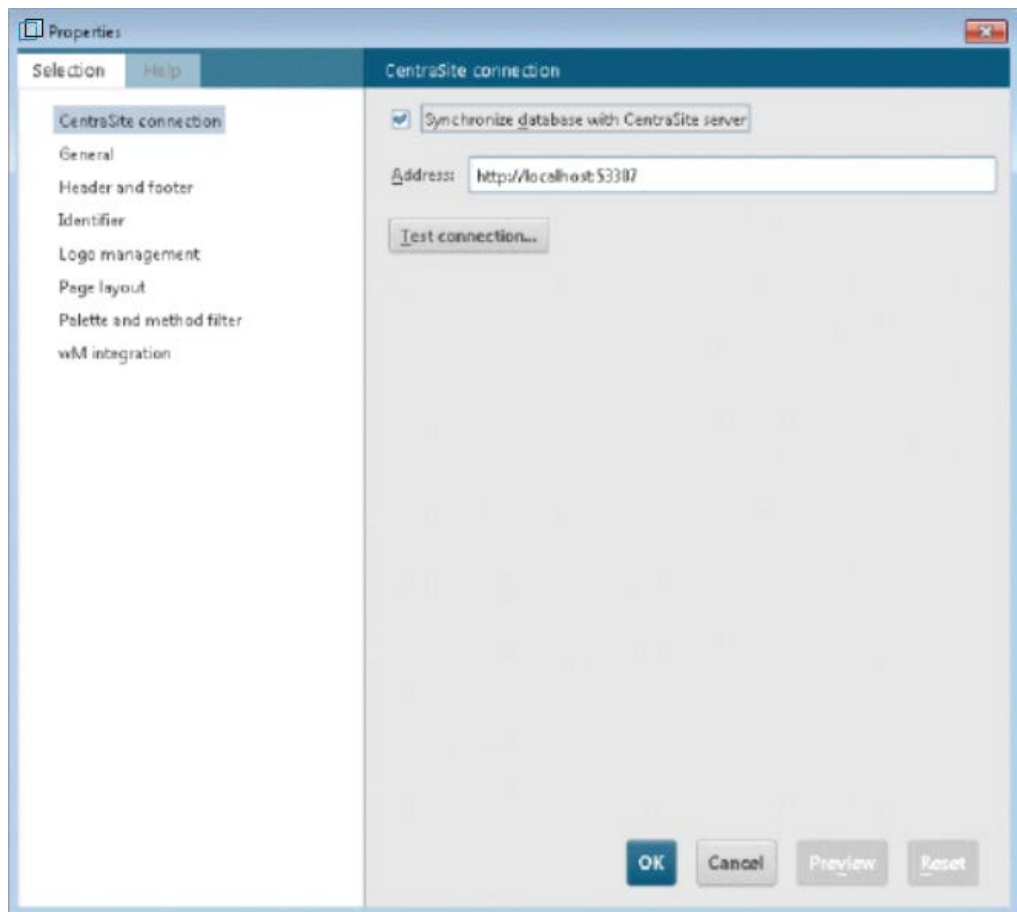 Properties
Selection
Help
CentraSite connection
CentraSite connection
General
Header and footer
Identifier
Logo management
Page layout
Palette and method filter
wM integration
Synchronize database with CentraSite server
Address: http://localhost:53307
Test connection...
OK
Cancel
Preview
Reset